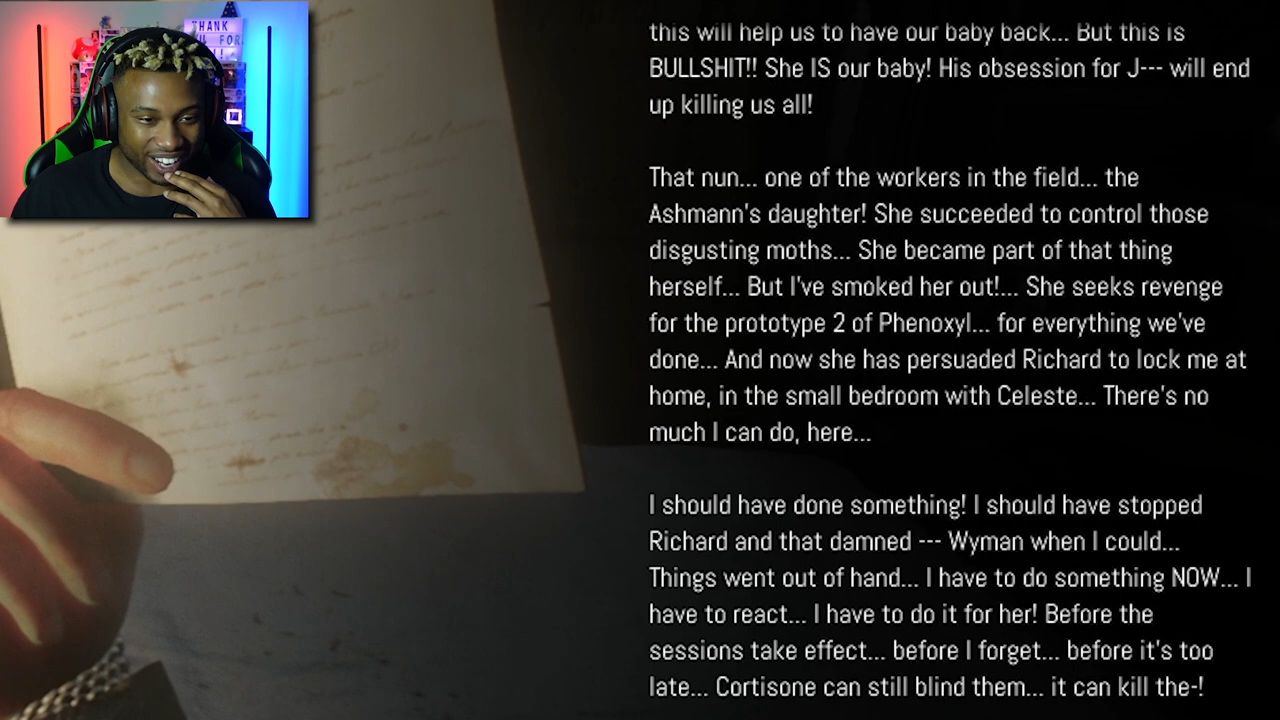 THANK
U FOR
this will help us to have our baby back... But this is
BULLSHIT!! She IS our baby! His obsession for J--- will end
up killing us all!
That nun... one of the workers in the field... the
Ashmann's daughter! She succeeded to control those
disgusting moths... She became part of that thing
herself... But I've smoked her out!... She seeks revenge
for the prototype 2 of Phenoxyl... for everything we've
done... And now she has persuaded Richard to lock me at
home, in the small bedroom with Celeste... There's no
much I can do, here...
I should have done something! I should have stopped
Richard and that damned --- Wyman when I could...
Things went out of hand... I have to do something NOW... I
have to react... I have to do it for her! Before the
sessions take effect... before I forget... before it's too
late... Cortisone can still blind them... it can kill the-!